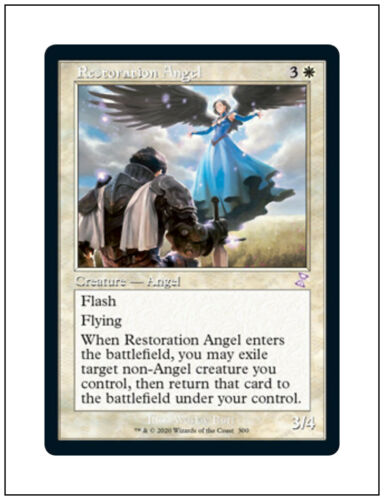 Restoration Angel 3
Creature — Angel
Flash
Flying
When Restoration Angel enters
the battlefield, you may exile
target non-Angel creature you
control, then return that card to
the battlefield under your control.
3/4
™ & © 2020 Wizards of the Coast 300